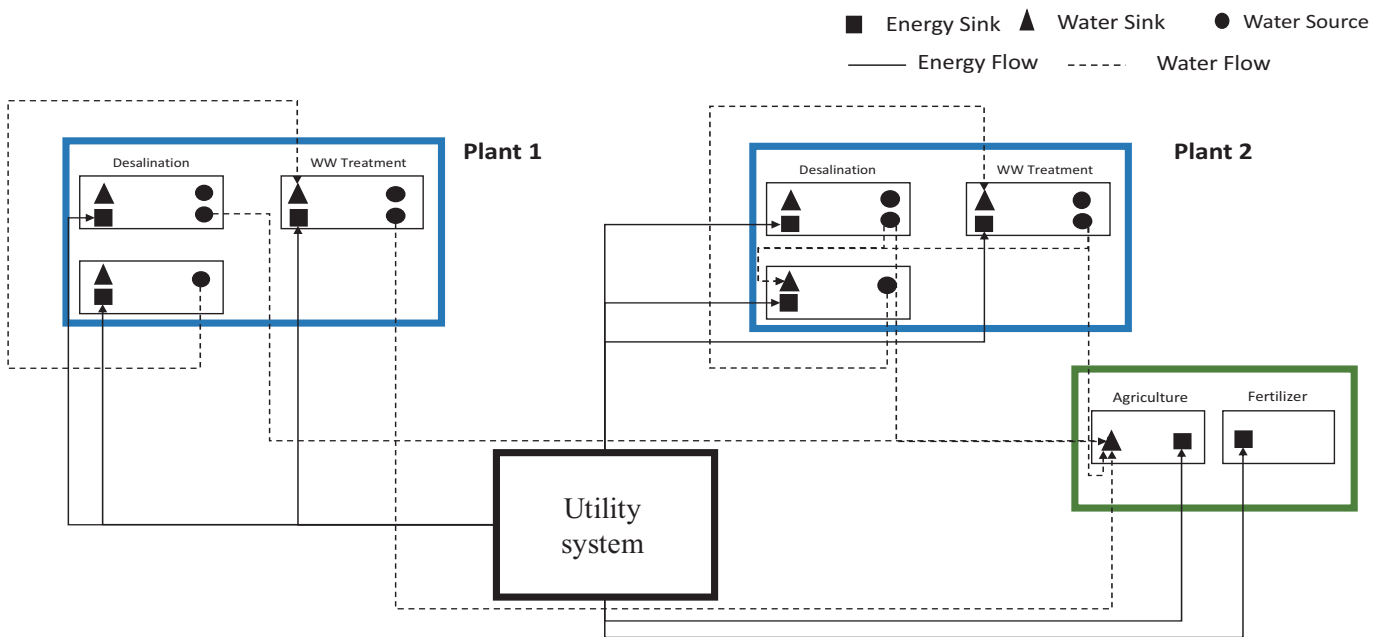 Energy Sink
Water Sink
Water Source
Energy Flow
Water Flow
Plant 1
Desalination
WW Treatment
Plant 2
Desalination
WW Treatment
Agriculture
Fertilizer
Utility
system